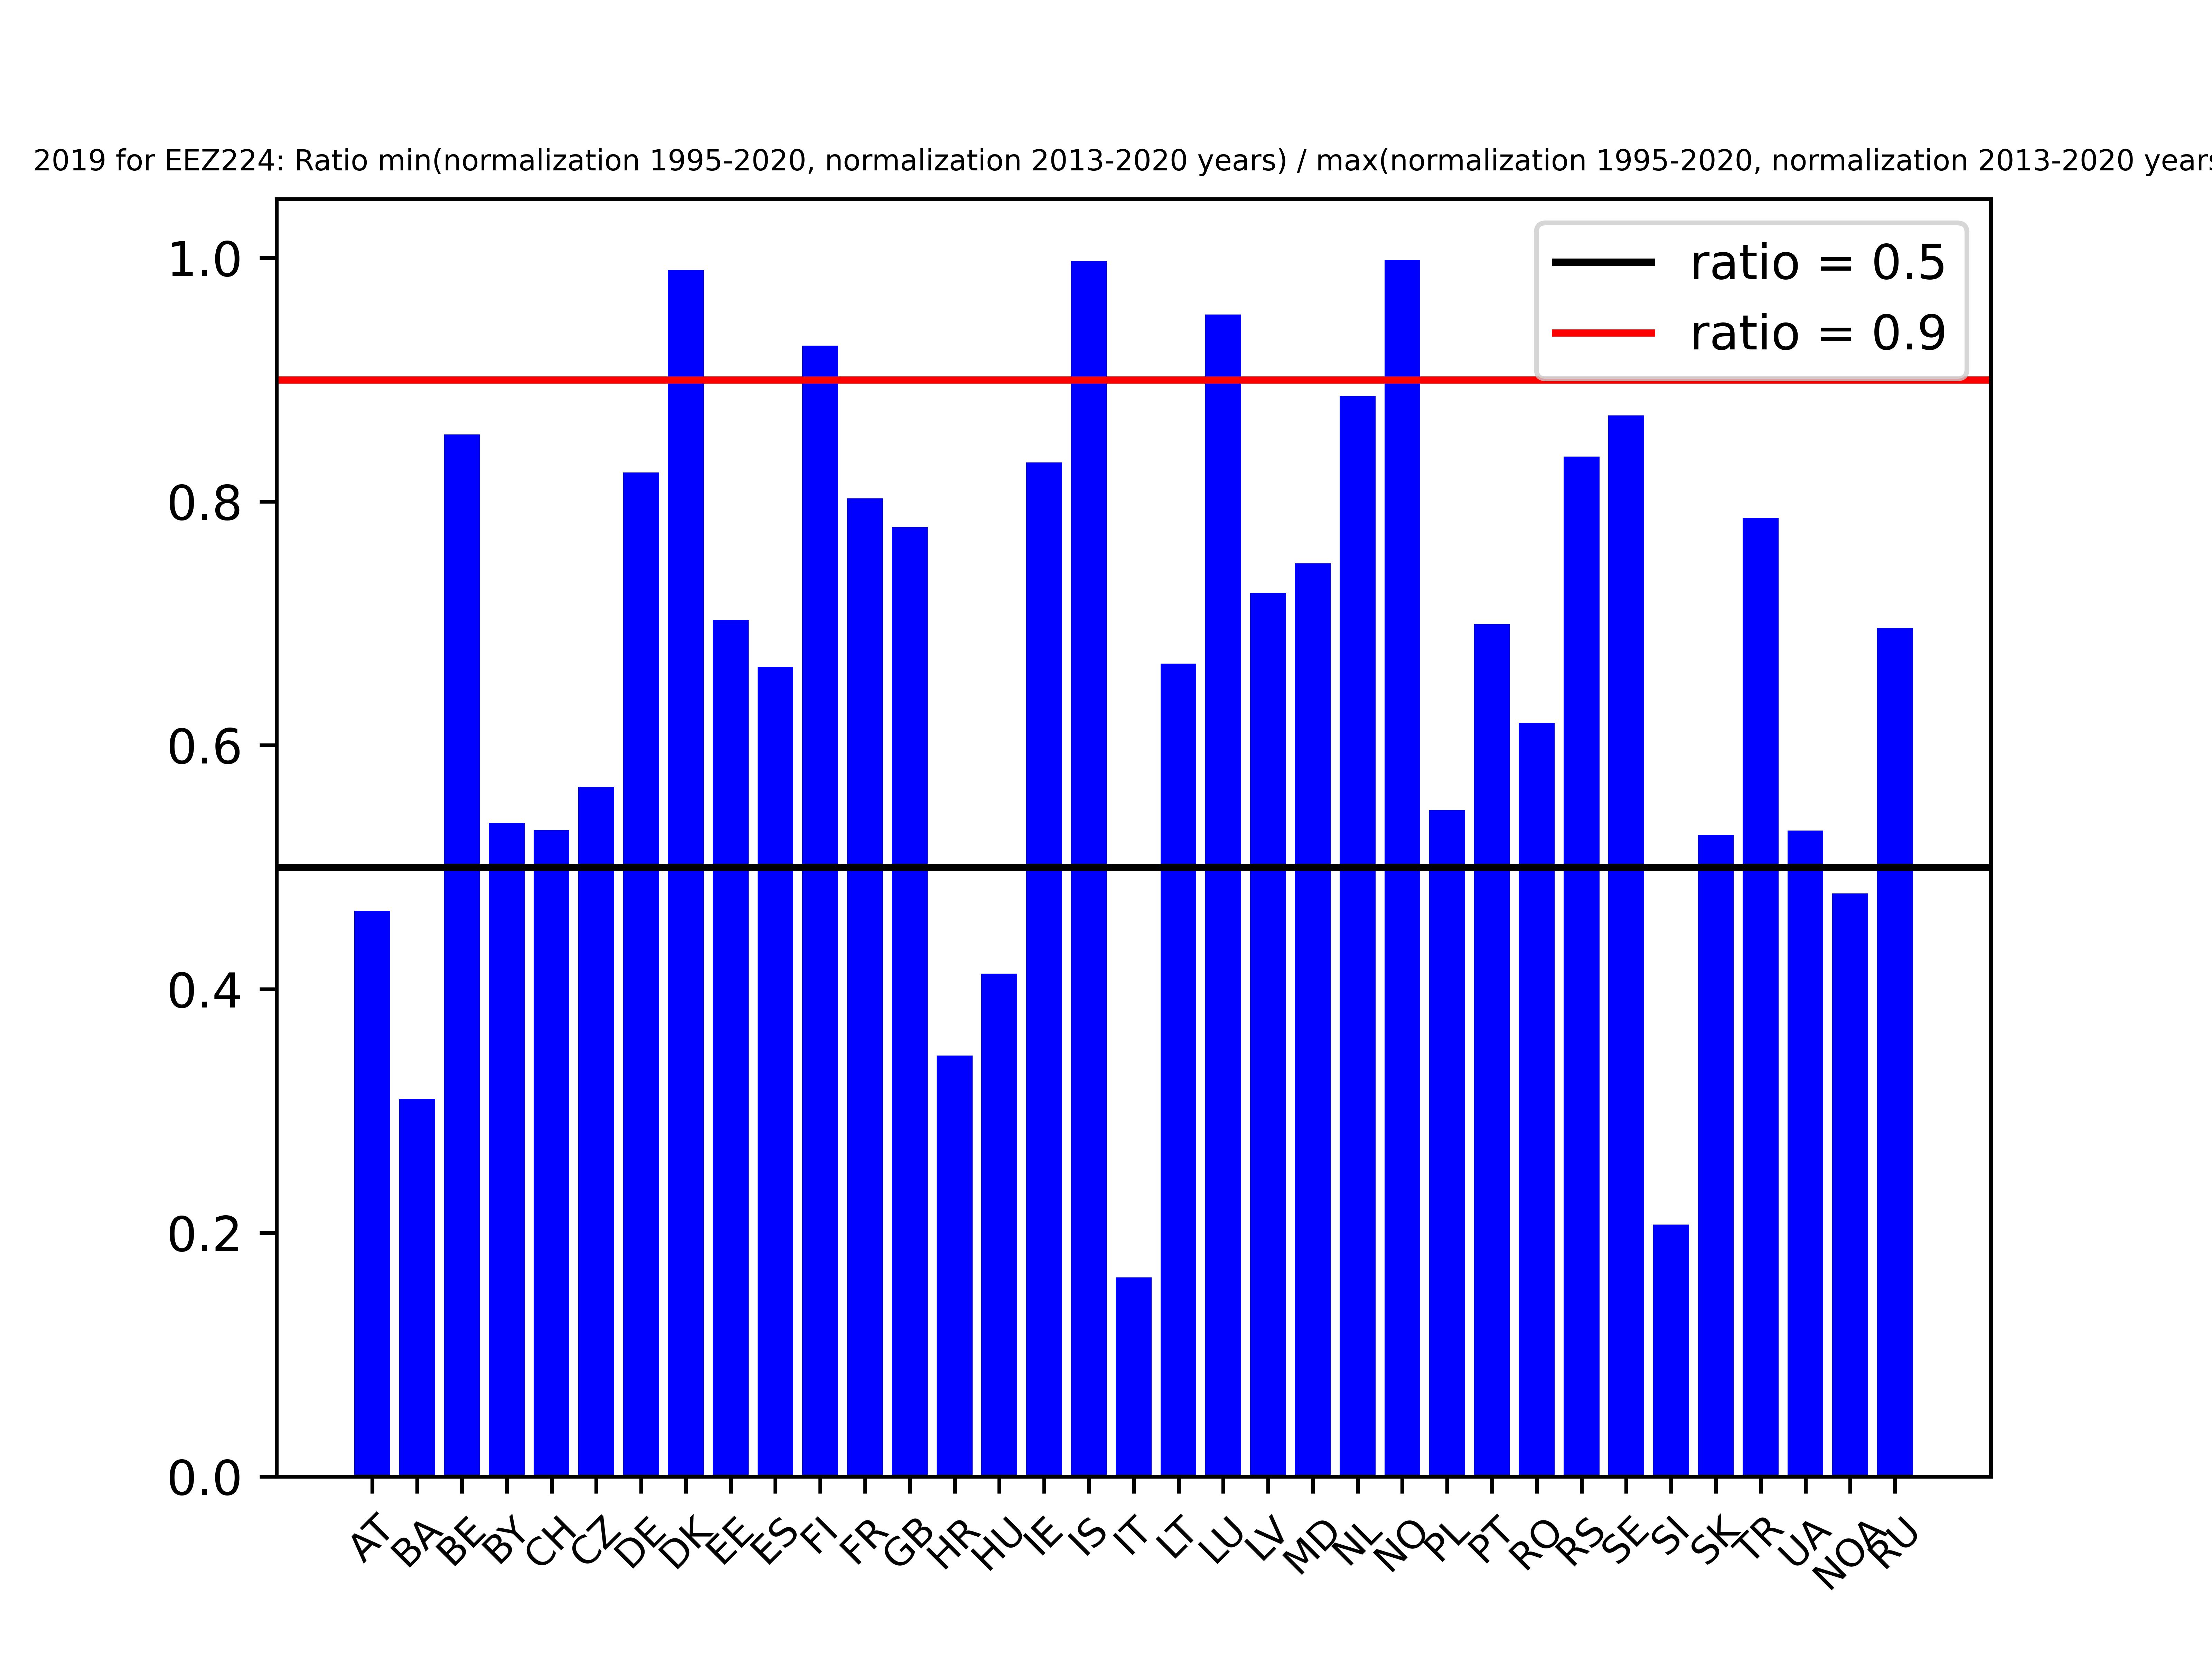 2019 for EEZ224: Ratio min(normalization 1995-2020, normalization 2013-2020 years) / max(normalization 1995-2020, normalization 2013-2020 years
ratio = 0.5
ratio = 0.9
1.0
0.8
0.6
0.4
0.2
0.0
AT BA BE BY CH CZ DE DK EE ES FI FR GB HR HU IE IS IT LT LU LV MD NL NO PL PT RO RS SE SI SK TR UA NOA RU